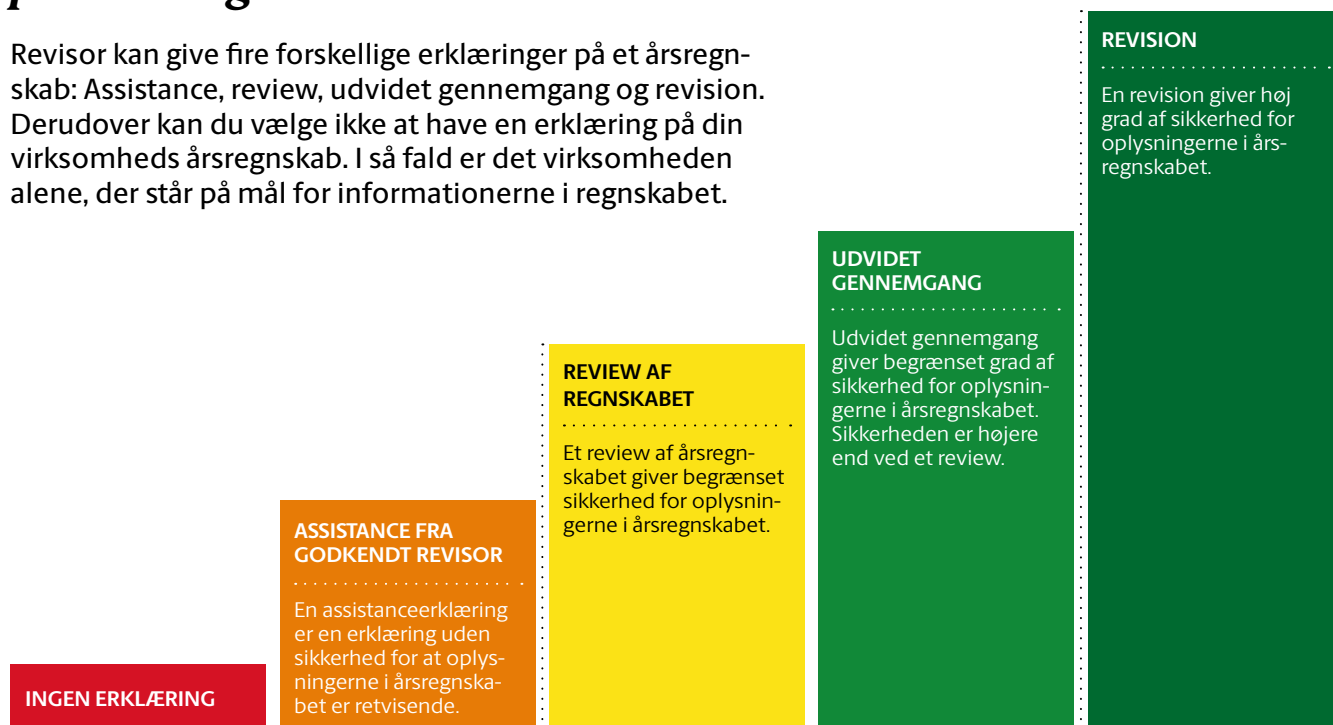 Revisor kan give fire forskellige erklæringer på et årsregn-
skab: Assistance, review, udvidet gennemgang og revision.
Derudover kan du vælge ikke at have en erklæring på din
virksomheds årsregnskab. I så fald er det virksomheden
alene, der står på mål for informationerne i regnskabet.
INGEN ERKLÆRING
ASSISTANCE FRA
GODKENDT REVISOR
En assistanceerklæring
er en erklæring uden
sikkerhed for at oplys-
ningerne i årsregnska-
bet er retvisende.
REVIEW AF
REGNSKABET
Et review af årsregn-
skabet giver begrænset
sikkerhed for oplysnin-
gerne i årsregnskabet.
UDVIDET
GENNEMGANG
Udvidet gennemgang
giver begrænset grad af
sikkerhed for oplysnin-
gerne i årsregnskabet.
Sikkerheden er højere
end ved et review.
REVISION
En revision giver høj
grad af sikkerhed for
oplysningerne i års-
regnskabet.